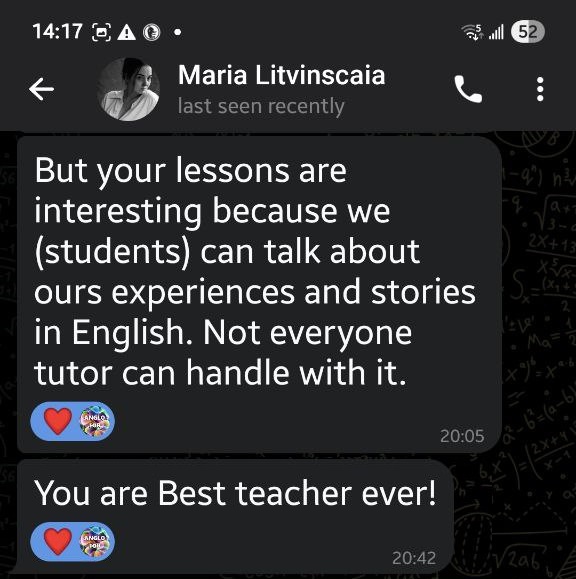 14:17
5
52
Maria Litvinscaia
last seen recently
But your lessons are
interesting because we
(students) can talk about
ours experiences and stories
in English. Not everyone
tutor can handle with it.
20:05
You are Best teacher ever!
20:42